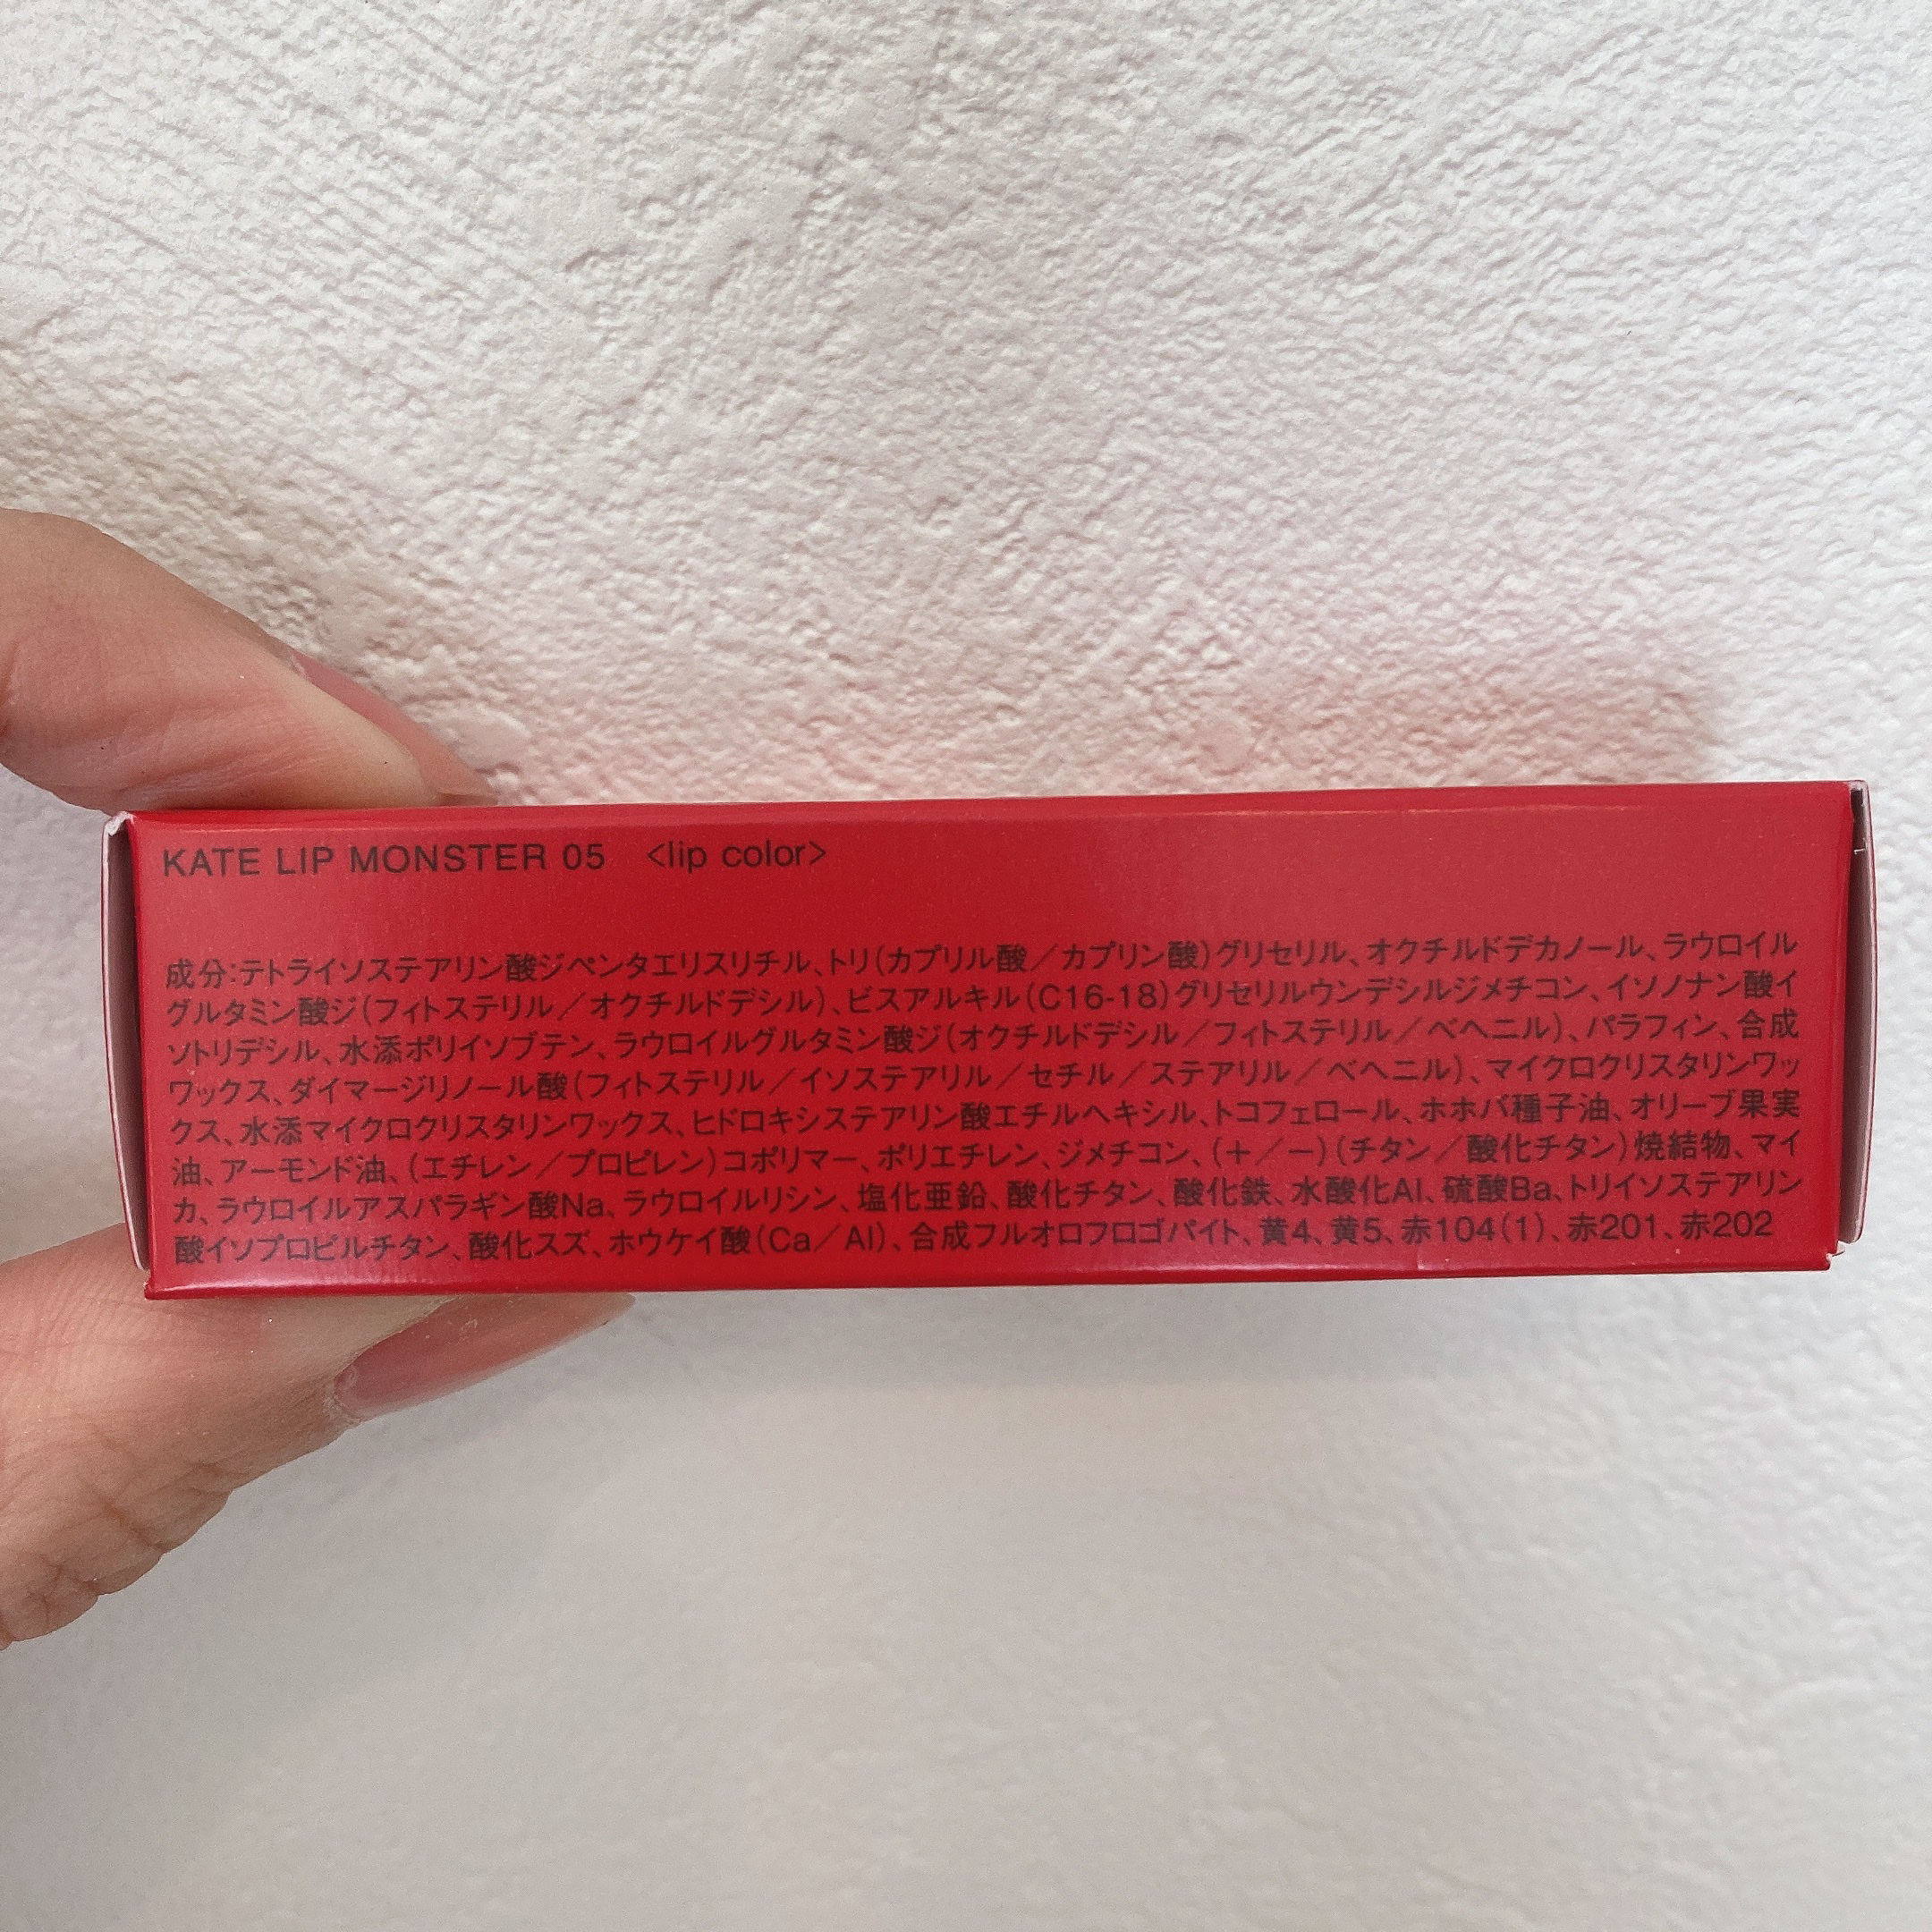 KATE LIP MONSTER 05 <lip color>
成分:テトライソステアリン酸ジペンタエリスリチル、トリ(カプリル酸/カプリン酸)グリセリル、オクチルドデカノール、ラウロイル
グルタミン酸ジ(フィトステリル/オクチルドデシル)、ビスアルキル(C16-18)グリセリルウンデシルジメチコン、イソノナン酸イ
ソトリデシル、水添ポリイソブテン、ラウロイルグルタミン酸ジ(オクチルドデシル/フィトステリル/ベヘニル)、パラフィン、合成
ワックス、ダイマージリノール酸(フィトステリル/イソステアリル/セチル/ステアリル/ベヘニル)、マイクロクリスタリンワッ
クス、水添マイクロクリスタリンワックス、ヒドロキシステアリン酸エチルヘキシル、トコフェロール、ホホバ種子油、オリーブ果実
油、アーモンド油、(エチレン/プロピレン)コポリマー、ポリエチレン、ジメチコン、(+/-)(チタン/酸化チタン)焼結物、マイ
カ、ラウロイルアスパラギン酸Na、ラウロイルリシン、塩化亜鉛、酸化チタン、酸化鉄、水酸化Al、硫酸Ba、トリイソステアリン
酸イソプロピルチタン、酸化スズ、ホウケイ酸(Ca/Al)、合成フルオロフロゴパイト、黄4、黄5、赤104(1)、赤201、赤202